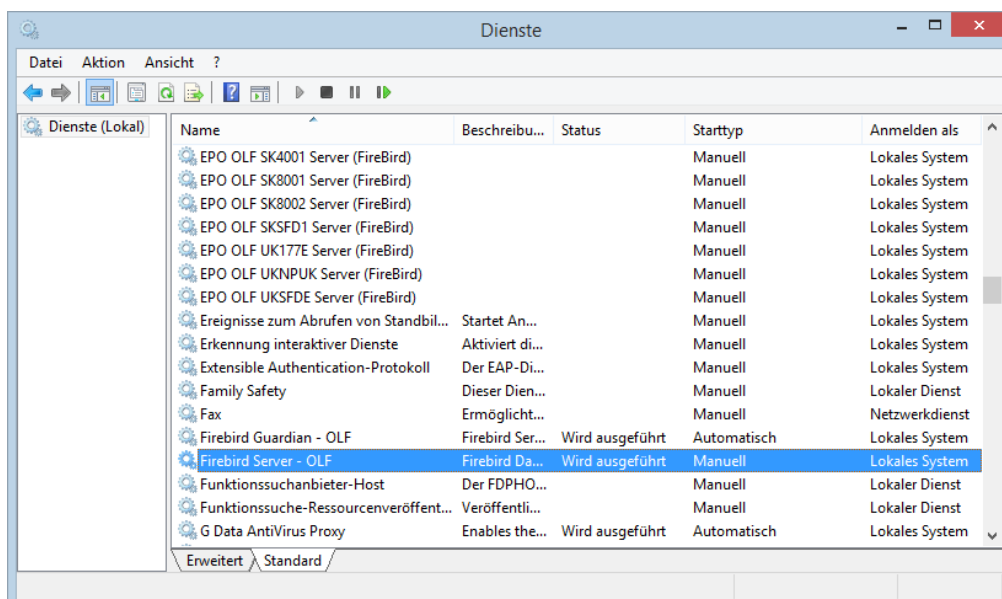 Dienste
Datei Aktion Ansicht ?
Dienste (Lokal)
Name Beschreibu... Status Starttyp Anmelden als
EPO OLF SK4001 Server (FireBird) Manuell Lokales System
EPO OLF SK8001 Server (FireBird) Manuell Lokales System
EPO OLF SK8002 Server (FireBird) Manuell Lokales System
EPO OLF SKSFD1 Server (FireBird) Manuell Lokales System
EPO OLF UK177E Server (FireBird) Manuell Lokales System
EPO OLF UKNPUK Server (FireBird) Manuell Lokales System
EPO OLF UKSFDE Server (FireBird) Manuell Lokales System
Ereignisse zum Abrufen von Standbil... Startet An... Manuell Lokales System
Erkennung interaktiver Dienste Aktiviert di... Manuell Lokales System
Extensible Authentication-Protokoll Der EAP-Di... Manuell Lokales System
Family Safety Dieser Dien... Manuell Lokaler Dienst
Fax Ermöglicht... Manuell Netzwerkdienst
Firebird Guardian - OLF Firebird Ser... Wird ausgeführt Automatisch Lokales System
Firebird Server - OLF Firebird Da... Wird ausgeführt Manuell Lokales System
Funktionssuchanbieter-Host Der FDPHO... Manuell Lokaler Dienst
Funktionssuche-Ressourcenveröffent... Veröffentli... Manuell Lokaler Dienst
G Data AntiVirus Proxy Enables the... Wird ausgeführt Automatisch Lokales System
Erweitert Standard